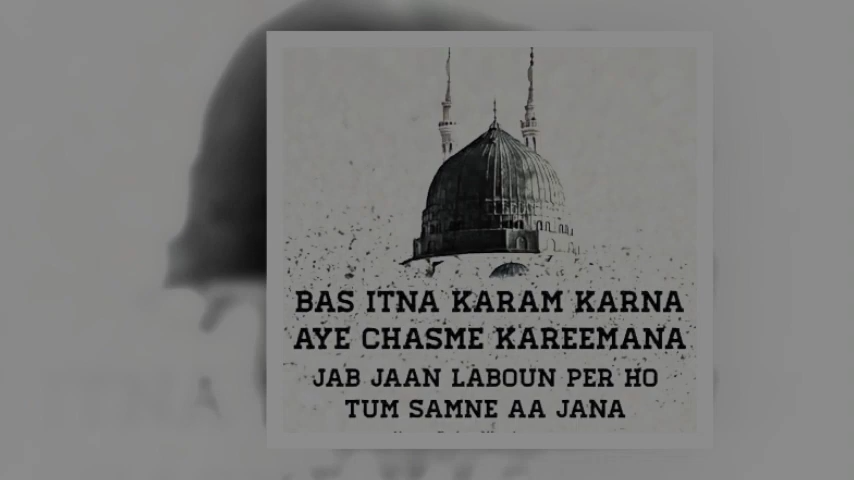 BAS ITNA KARAM KARNA
AYE CHASME KAREEMANA
JAB JAAN LABOUN PER HO
TUM SAMNE AA JANA